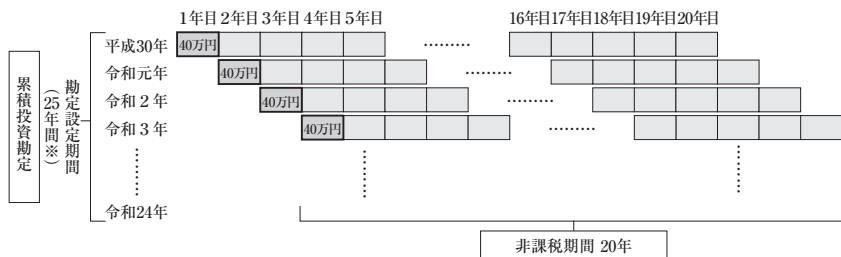 1年目2年目3年目4年目5年目 16年目17年目18年目19年目20年目
累積投資勘定
勘定設定期間
（25年間※）
平成30年 40万円 ………
令和元年 40万円 ………
令和2年 40万円 ………
令和3年 40万円 ………
令和24年
非課税期間 20年